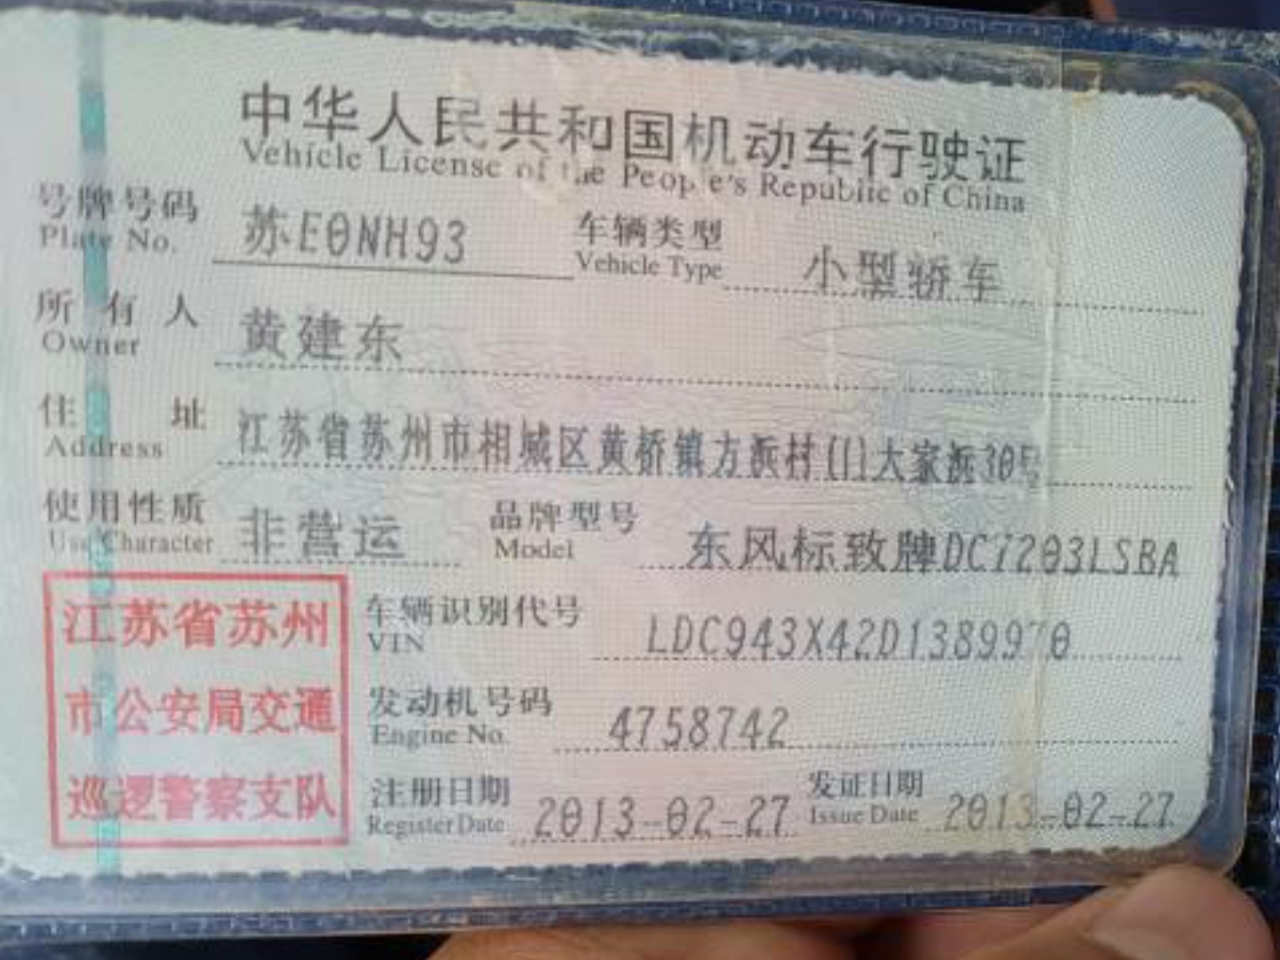 中华人民共和国机动车行驶证
Vehicle License of the People's Republic of China
号牌号码 苏E0NH93 车辆类型 小型轿车
Plate No. Vehicle Type
所有人 黄建东
Owner
住址 江苏省苏州市相城区黄桥镇方浜村(1)大家浜30号
Address
使用性质 非营运 品牌型号 东风标致牌DC7203LSBA
Use Character Model
江苏省苏州
市公安局交通
巡逻警察支队
车辆识别代号 LDC943X42D1389970
VIN
发动机号码 4758742
Engine No.
注册日期 2013-02-27 发证日期 2013-02-27
Register Date Issue Date